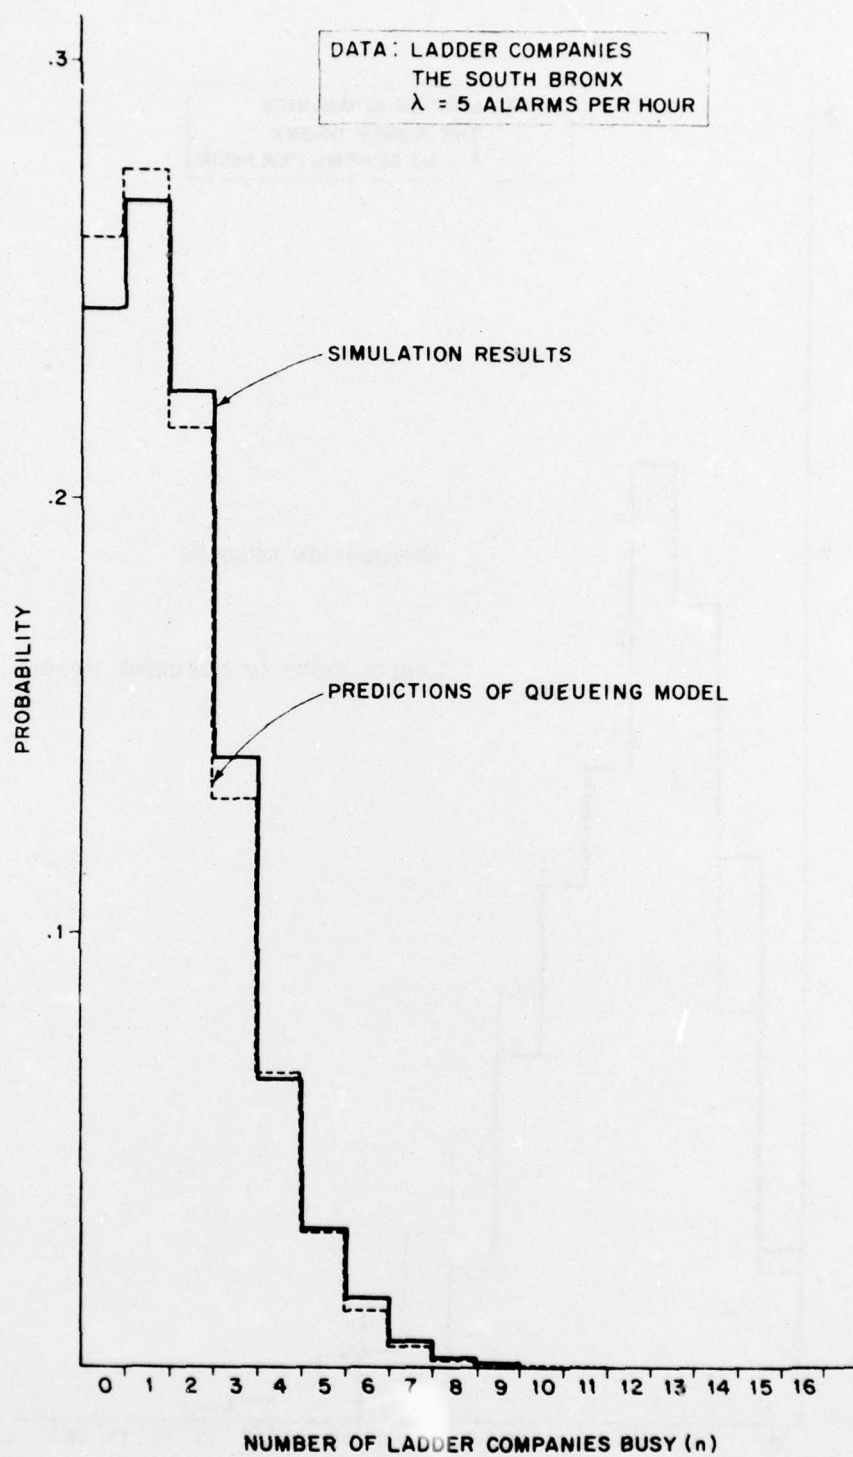 DATA: LADDER COMPANIES
THE SOUTH BRONX
λ = 5 ALARMS PER HOUR
.3
SIMULATION RESULTS
.2
PROBABILITY
PREDICTIONS OF QUEUEING MODEL
.1
0 1 2 3 4 5 6 7 8 9 10 11 12 13 14 15 16
NUMBER OF LADDER COMPANIES BUSY (n)